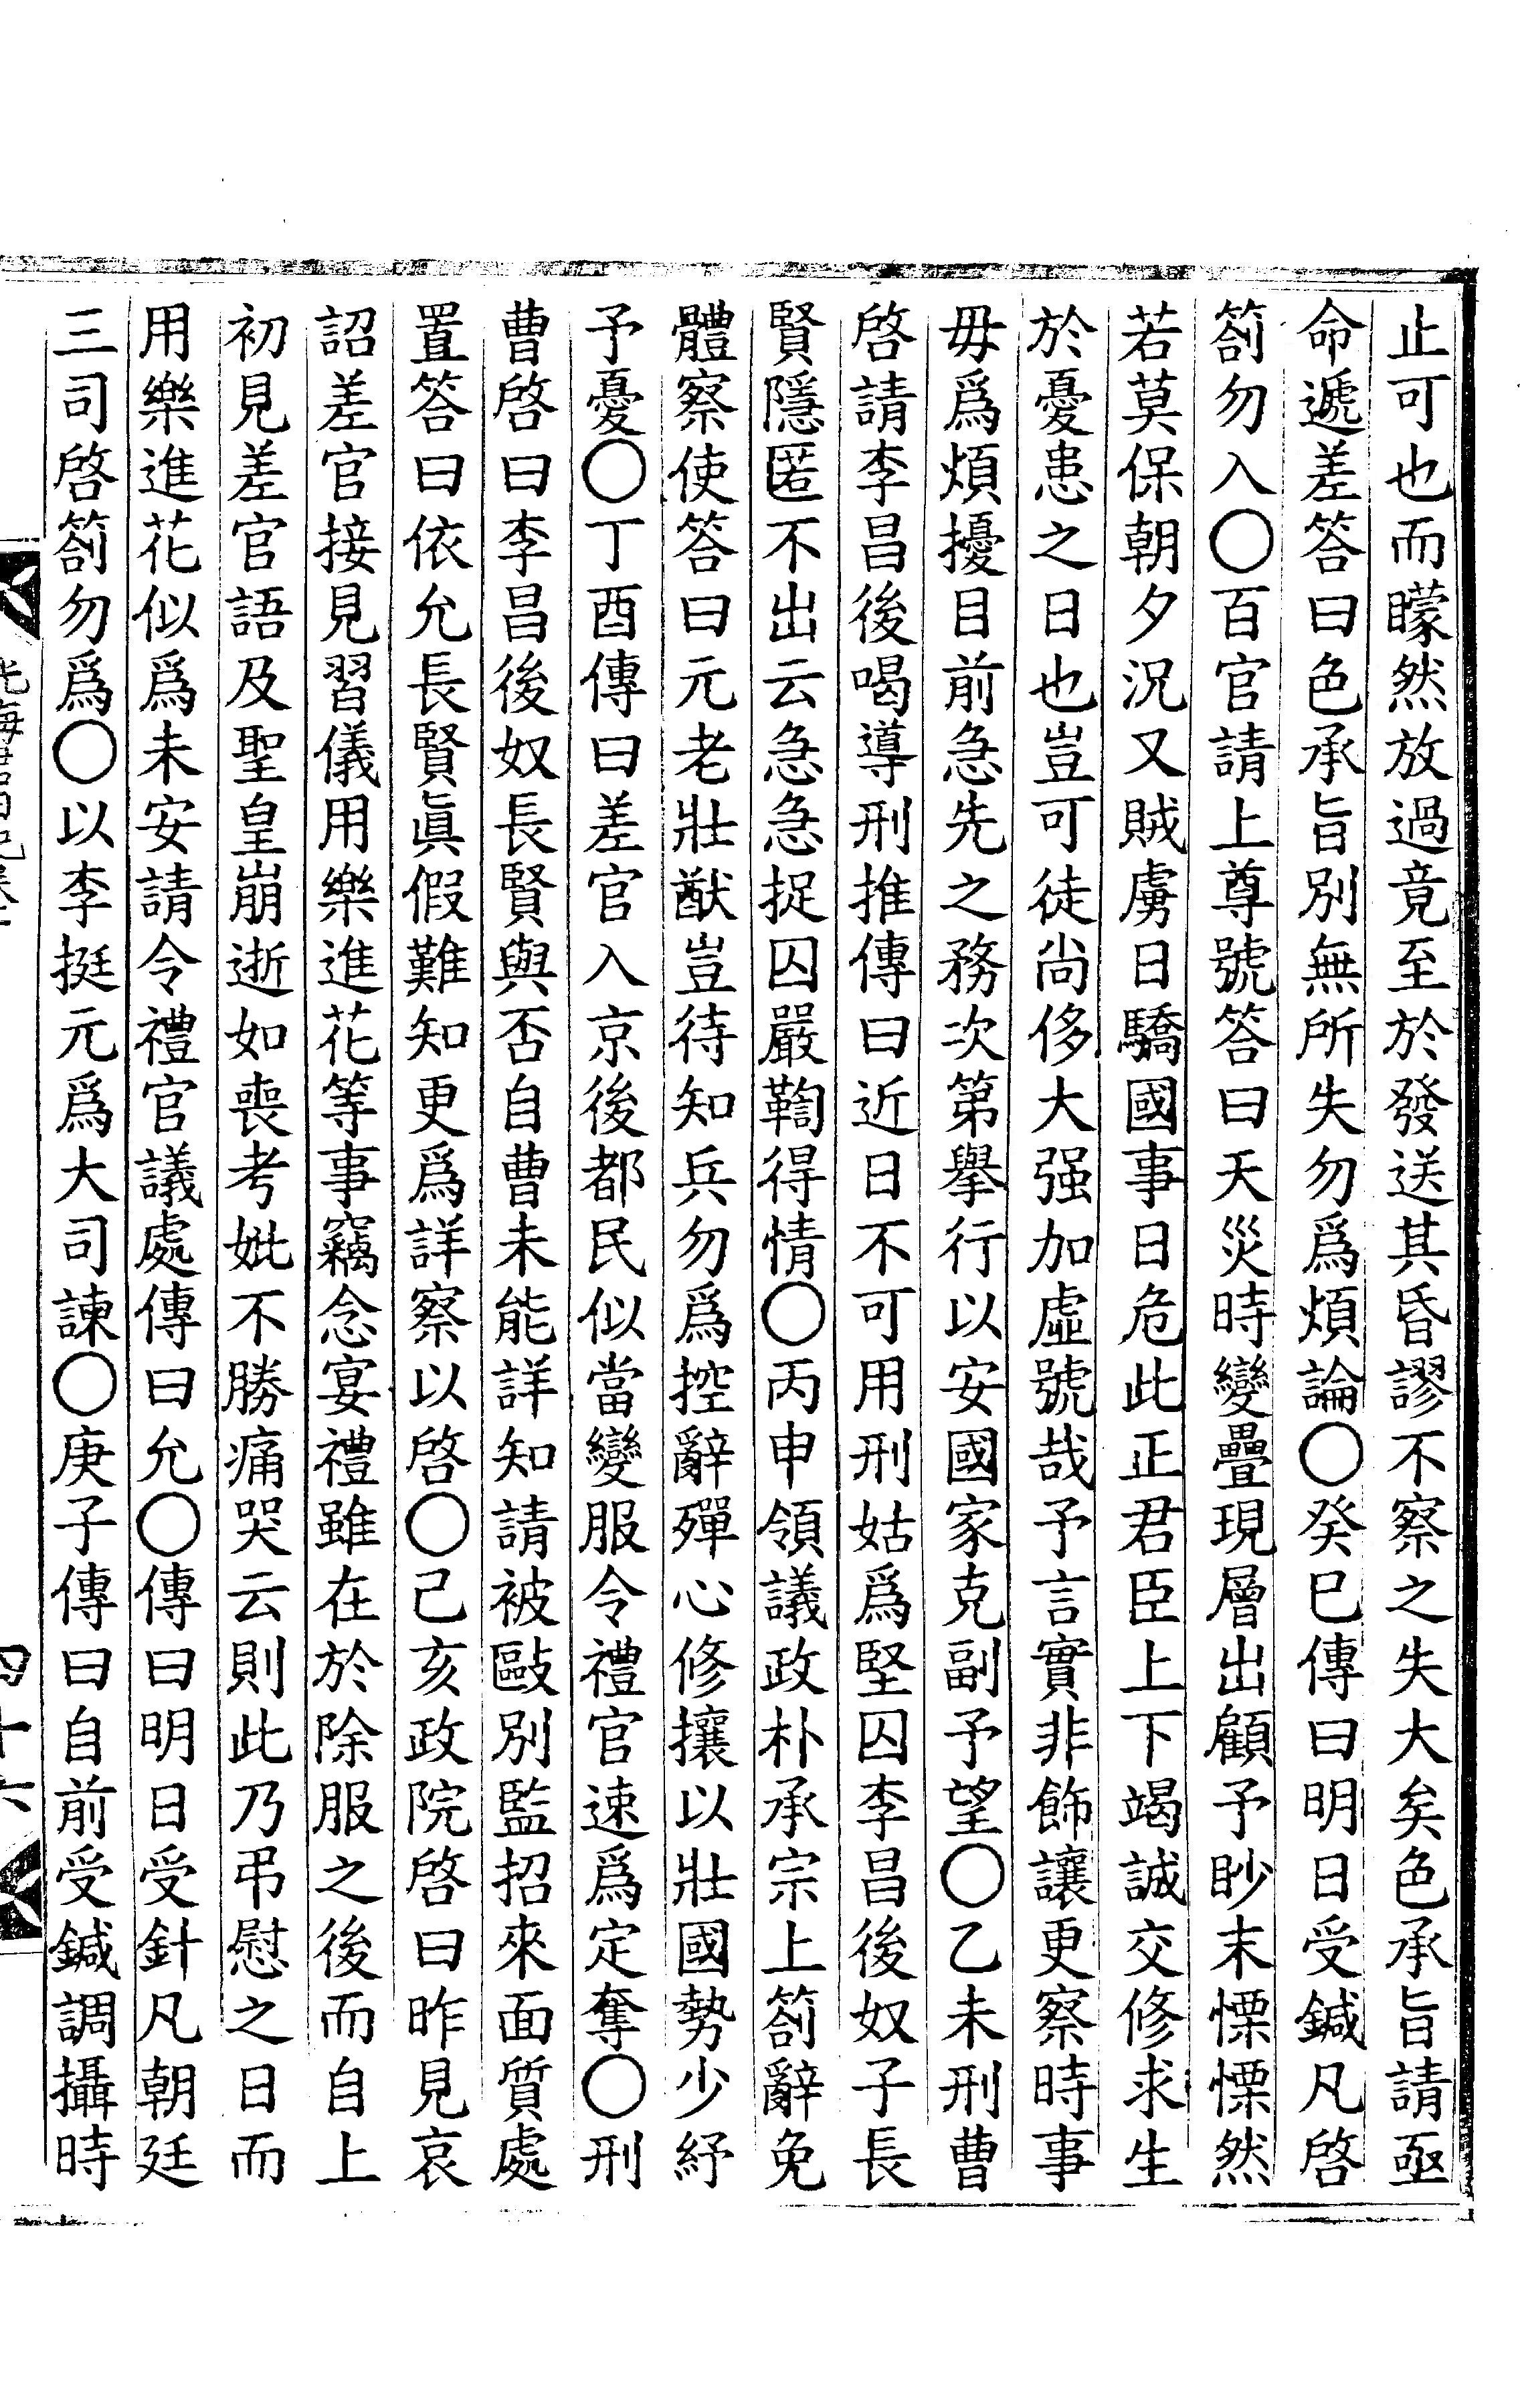 止可也而矇然放過竟至於發送其昏謬不察之失大矣色承旨請亟
命遞差答曰色承旨別無所失勿爲煩論○癸巳傳曰明日受鍼凡啓
箚勿入○百官請上尊號答曰天災時變疊現層出顧予眇末慄慄然
若莫保朝夕況又賊虜日驕國事日危此正君臣上下竭誠交修求生
於憂患之日也豈可徒尙侈大强加虛號哉予言實非飾讓更察時事
毋爲煩擾目前急先之務次第擧行以安國家克副予望○乙未刑曹
啓請李昌後喝導刑推傳曰近日不可用刑姑爲堅囚李昌後奴子長
賢隱匿不出云急急捉囚嚴鞫得情○丙申領議政朴承宗上箚辭免
體察使答曰元老壯猷豈待知兵勿爲控辭殫心修攘以壯國勢少紓
予憂○丁酉傳曰差官入京後都民似當變服令禮官速爲定奪○刑
曹啓曰李昌後奴長賢與否自曹未能詳知請被毆別監招來面質處
置答曰依允長賢眞假難知更爲詳察以啓○己亥政院啓曰昨見哀
詔差官接見習儀用樂進花等事竊念宴禮雖在於除服之後而自上
初見差官語及聖皇崩逝如喪考妣不勝痛哭云則此乃弔慰之日而
用樂進花似爲未安請令禮官議處傳曰允○傳曰明日受針凡朝廷
三司啓箚勿爲○以李挺元爲大司諫○庚子傳曰自前受鍼調攝時
四十六